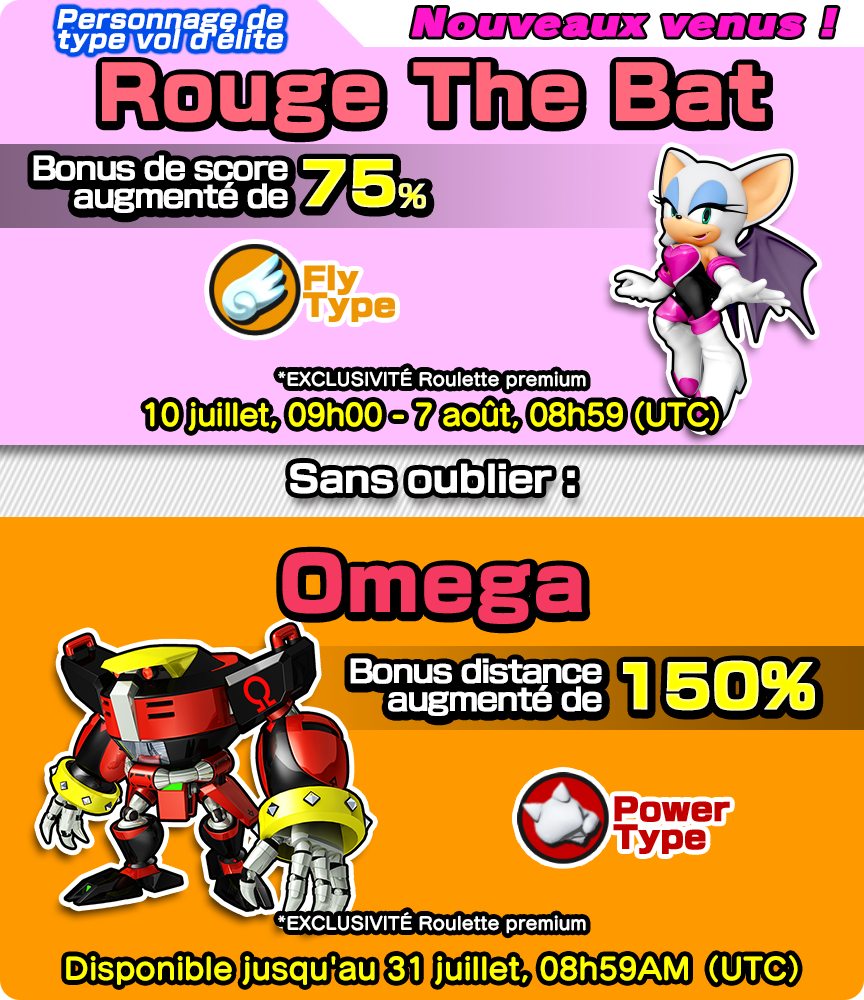 Personnage de
type vol d'élite
Nouveaux venus !
Rouge The Bat
Bonus de score
augmenté de 75%
Fly
Type
*EXCLUSIVITÉ Roulette premium
10 juillet, 09h00 - 7 août, 08h59 (UTC)
Sans oublier :
Omega
Bonus distance
augmenté de 150%
Power
Type
*EXCLUSIVITÉ Roulette premium
Disponible jusqu'au 31 juillet, 08h59AM (UTC)